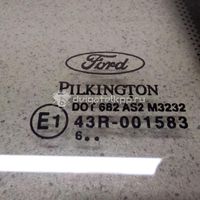 Ford
PILKINGTON
DOT 682 AS2 M3232
E1 43R-001583
6..